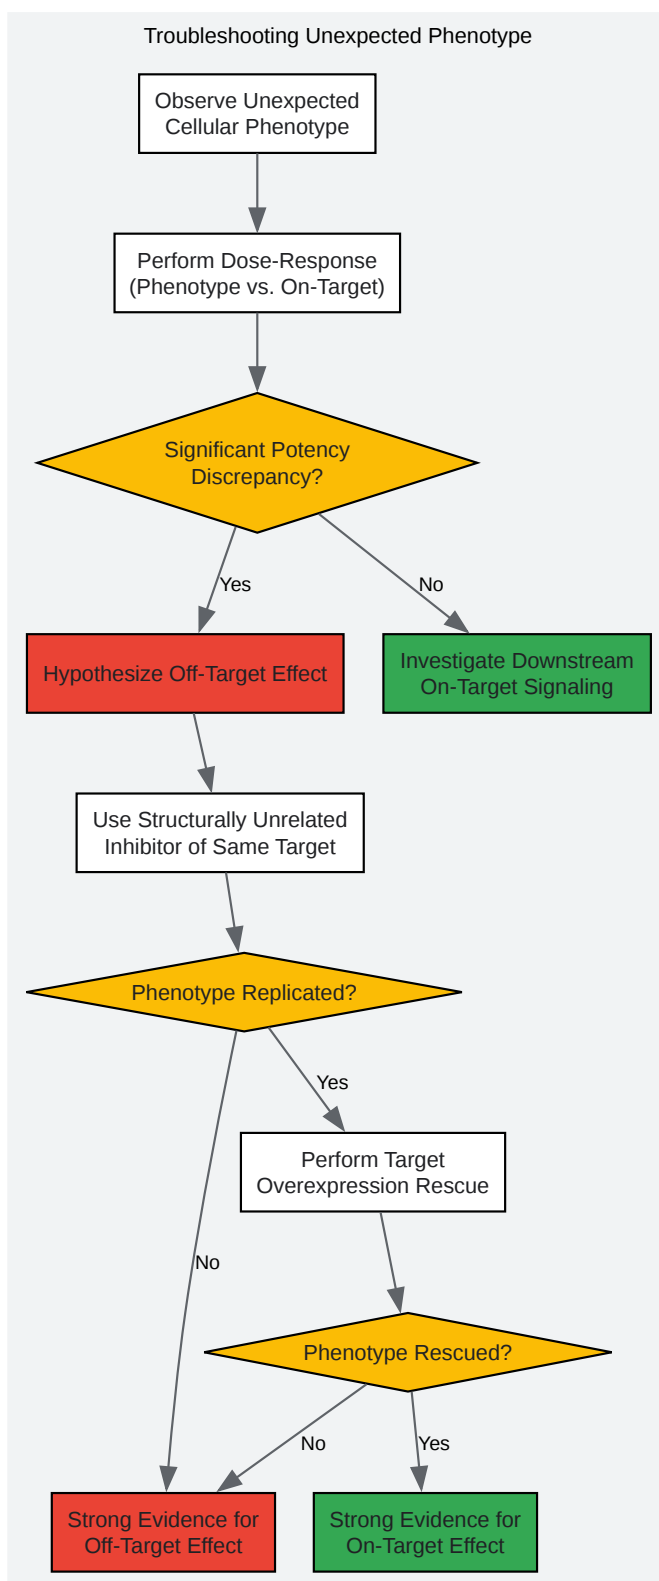 Troubleshooting Unexpected Phenotype
Observe Unexpected
Cellular Phenotype
Perform Dose-Response
(Phenotype vs. On-Target)
Significant Potency
Discrepancy?
Yes
No
Hypothesize Off-Target Effect
Investigate Downstream
On-Target Signaling
Use Structurally Unrelated
Inhibitor of Same Target
Phenotype Replicated?
Yes
Perform Target
Overexpression Rescue
No
Phenotype Rescued?
No
Yes
Strong Evidence for
Off-Target Effect
Strong Evidence for
On-Target Effect